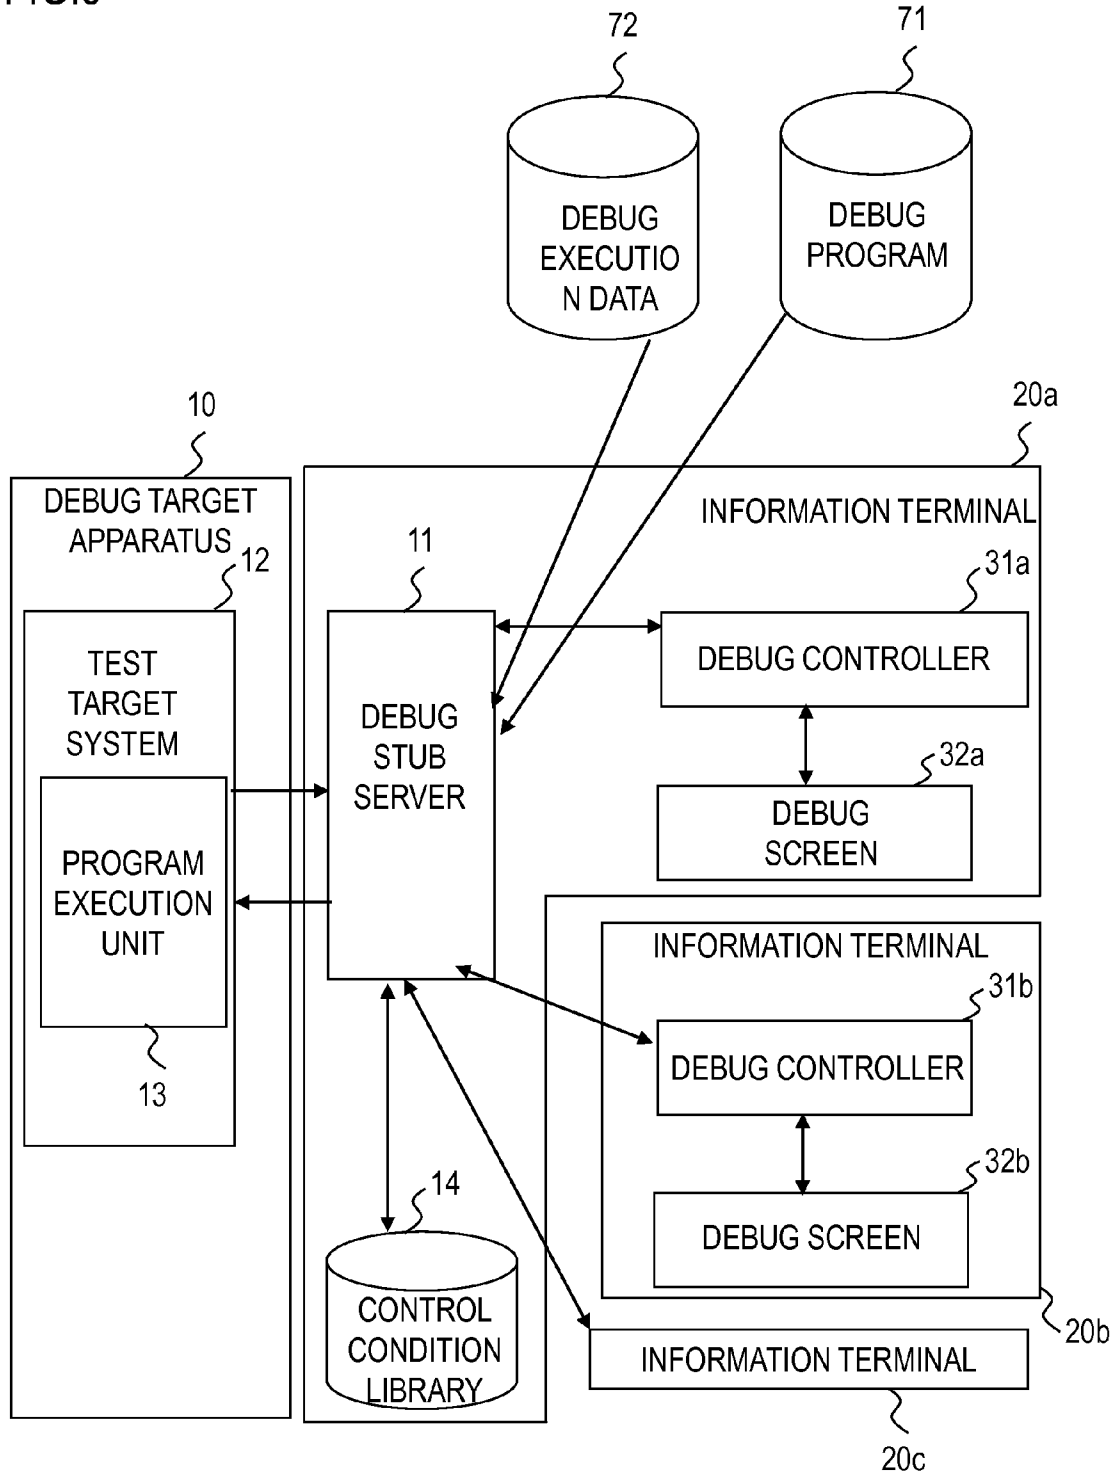 72
71
DEBUG
EXECUTIO
N DATA
DEBUG
PROGRAM
10
20a
DEBUG TARGET
APPARATUS
INFORMATION TERMINAL
12
11
31a
TEST
TARGET
SYSTEM
DEBUG
STUB
SERVER
DEBUG CONTROLLER
32a
DEBUG
SCREEN
PROGRAM
EXECUTION
UNIT
13
INFORMATION TERMINAL
31b
DEBUG CONTROLLER
32b
DEBUG SCREEN
14
CONTROL
CONDITION
LIBRARY
20b
INFORMATION TERMINAL
20c